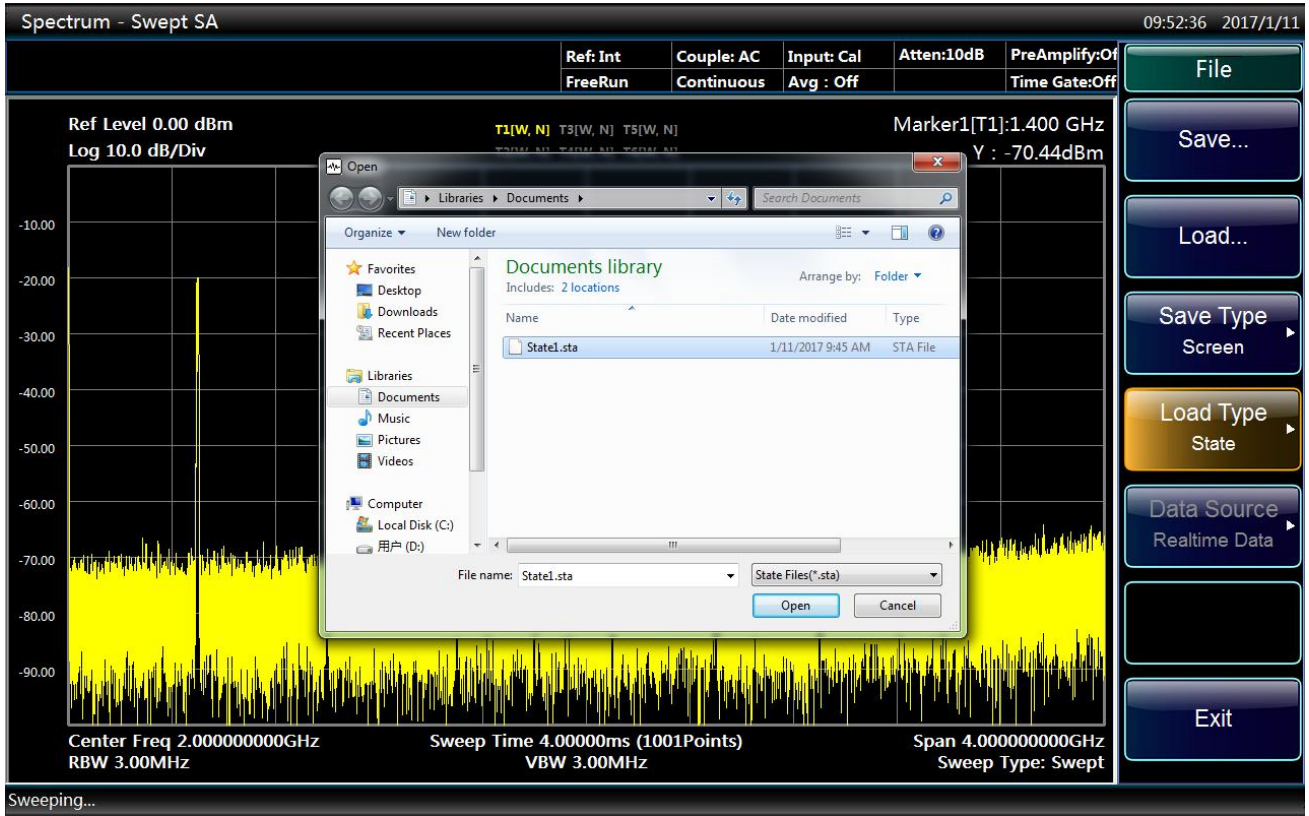 Spectrum - Swept SA
09:52:36 2017/1/11
Ref: Int Couple: AC Input: Cal Atten:10dB PreAmplify:Of
FreeRun Continuous Avg : Off Time Gate:Off
Ref Level 0.00 dBm
Log 10.0 dB/Div
T1[W, N] T3[W, N] T5[W, N]
T2[W, N] T4[W, N] T6[W, N]
Marker1[T1]:1.400 GHz
Y : -70.44dBm
-10.00
-20.00
-30.00
-40.00
-50.00
-60.00
-70.00
-80.00
-90.00
Open
Libraries Documents
Search Documents
Organize New folder
Favorites
Desktop
Downloads
Recent Places
Libraries
Documents
Music
Pictures
Videos
Computer
Local Disk (C:)
用户 (D:)
Documents library
Includes: 2 locations
Arrange by: Folder
Name Date modified Type
State1.sta 1/11/2017 9:45 AM STA File
File name: State1.sta State Files(*.sta)
Open Cancel
Center Freq 2.000000000GHz Sweep Time 4.00000ms (1001Points) Span 4.000000000GHz
RBW 3.00MHz VBW 3.00MHz Sweep Type: Swept
Sweeping...
File
Save...
Load...
Save Type
Screen
Load Type
State
Data Source
Realtime Data
Exit